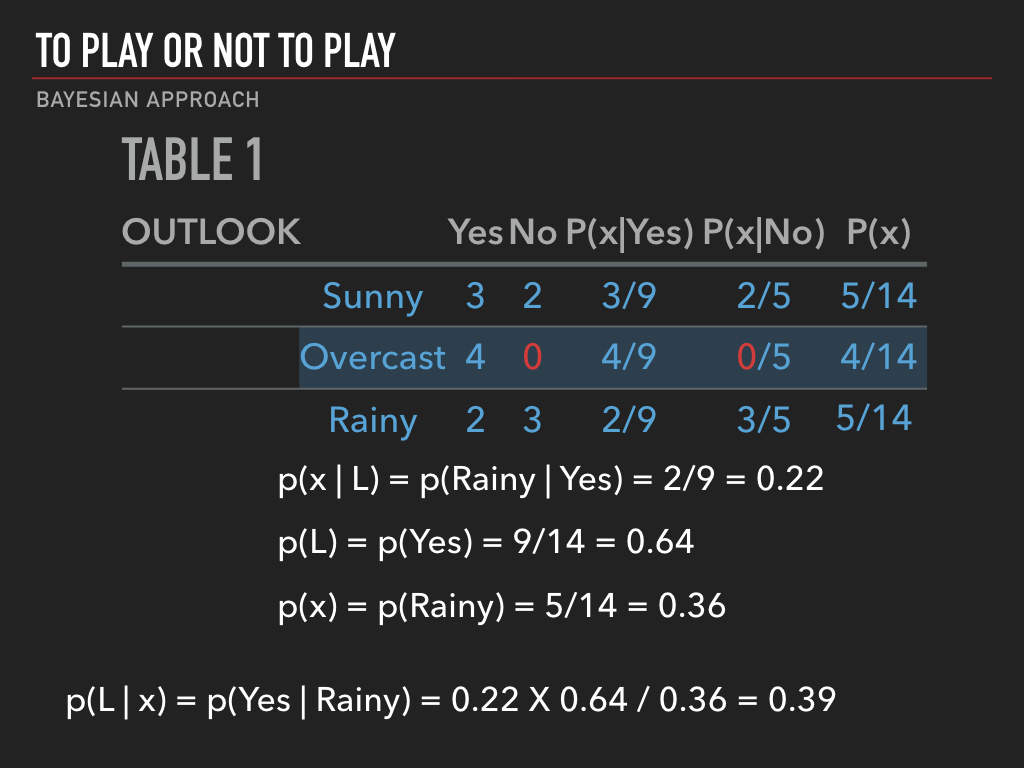 TO PLAY OR NOT TO PLAY
BAYESIAN APPROACH
TABLE 1
OUTLOOK Yes No P(x|Yes) P(x|No) P(x)
Sunny 3 2 3/9 2/5 5/14
Overcast 4 0 4/9 0/5 4/14
Rainy 2 3 2/9 3/5 5/14
p(x | L) = p(Rainy | Yes) = 2/9 = 0.22
p(L) = p(Yes) = 9/14 = 0.64
p(x) = p(Rainy) = 5/14 = 0.36
p(L | x) = p(Yes | Rainy) = 0.22 X 0.64 / 0.36 = 0.39